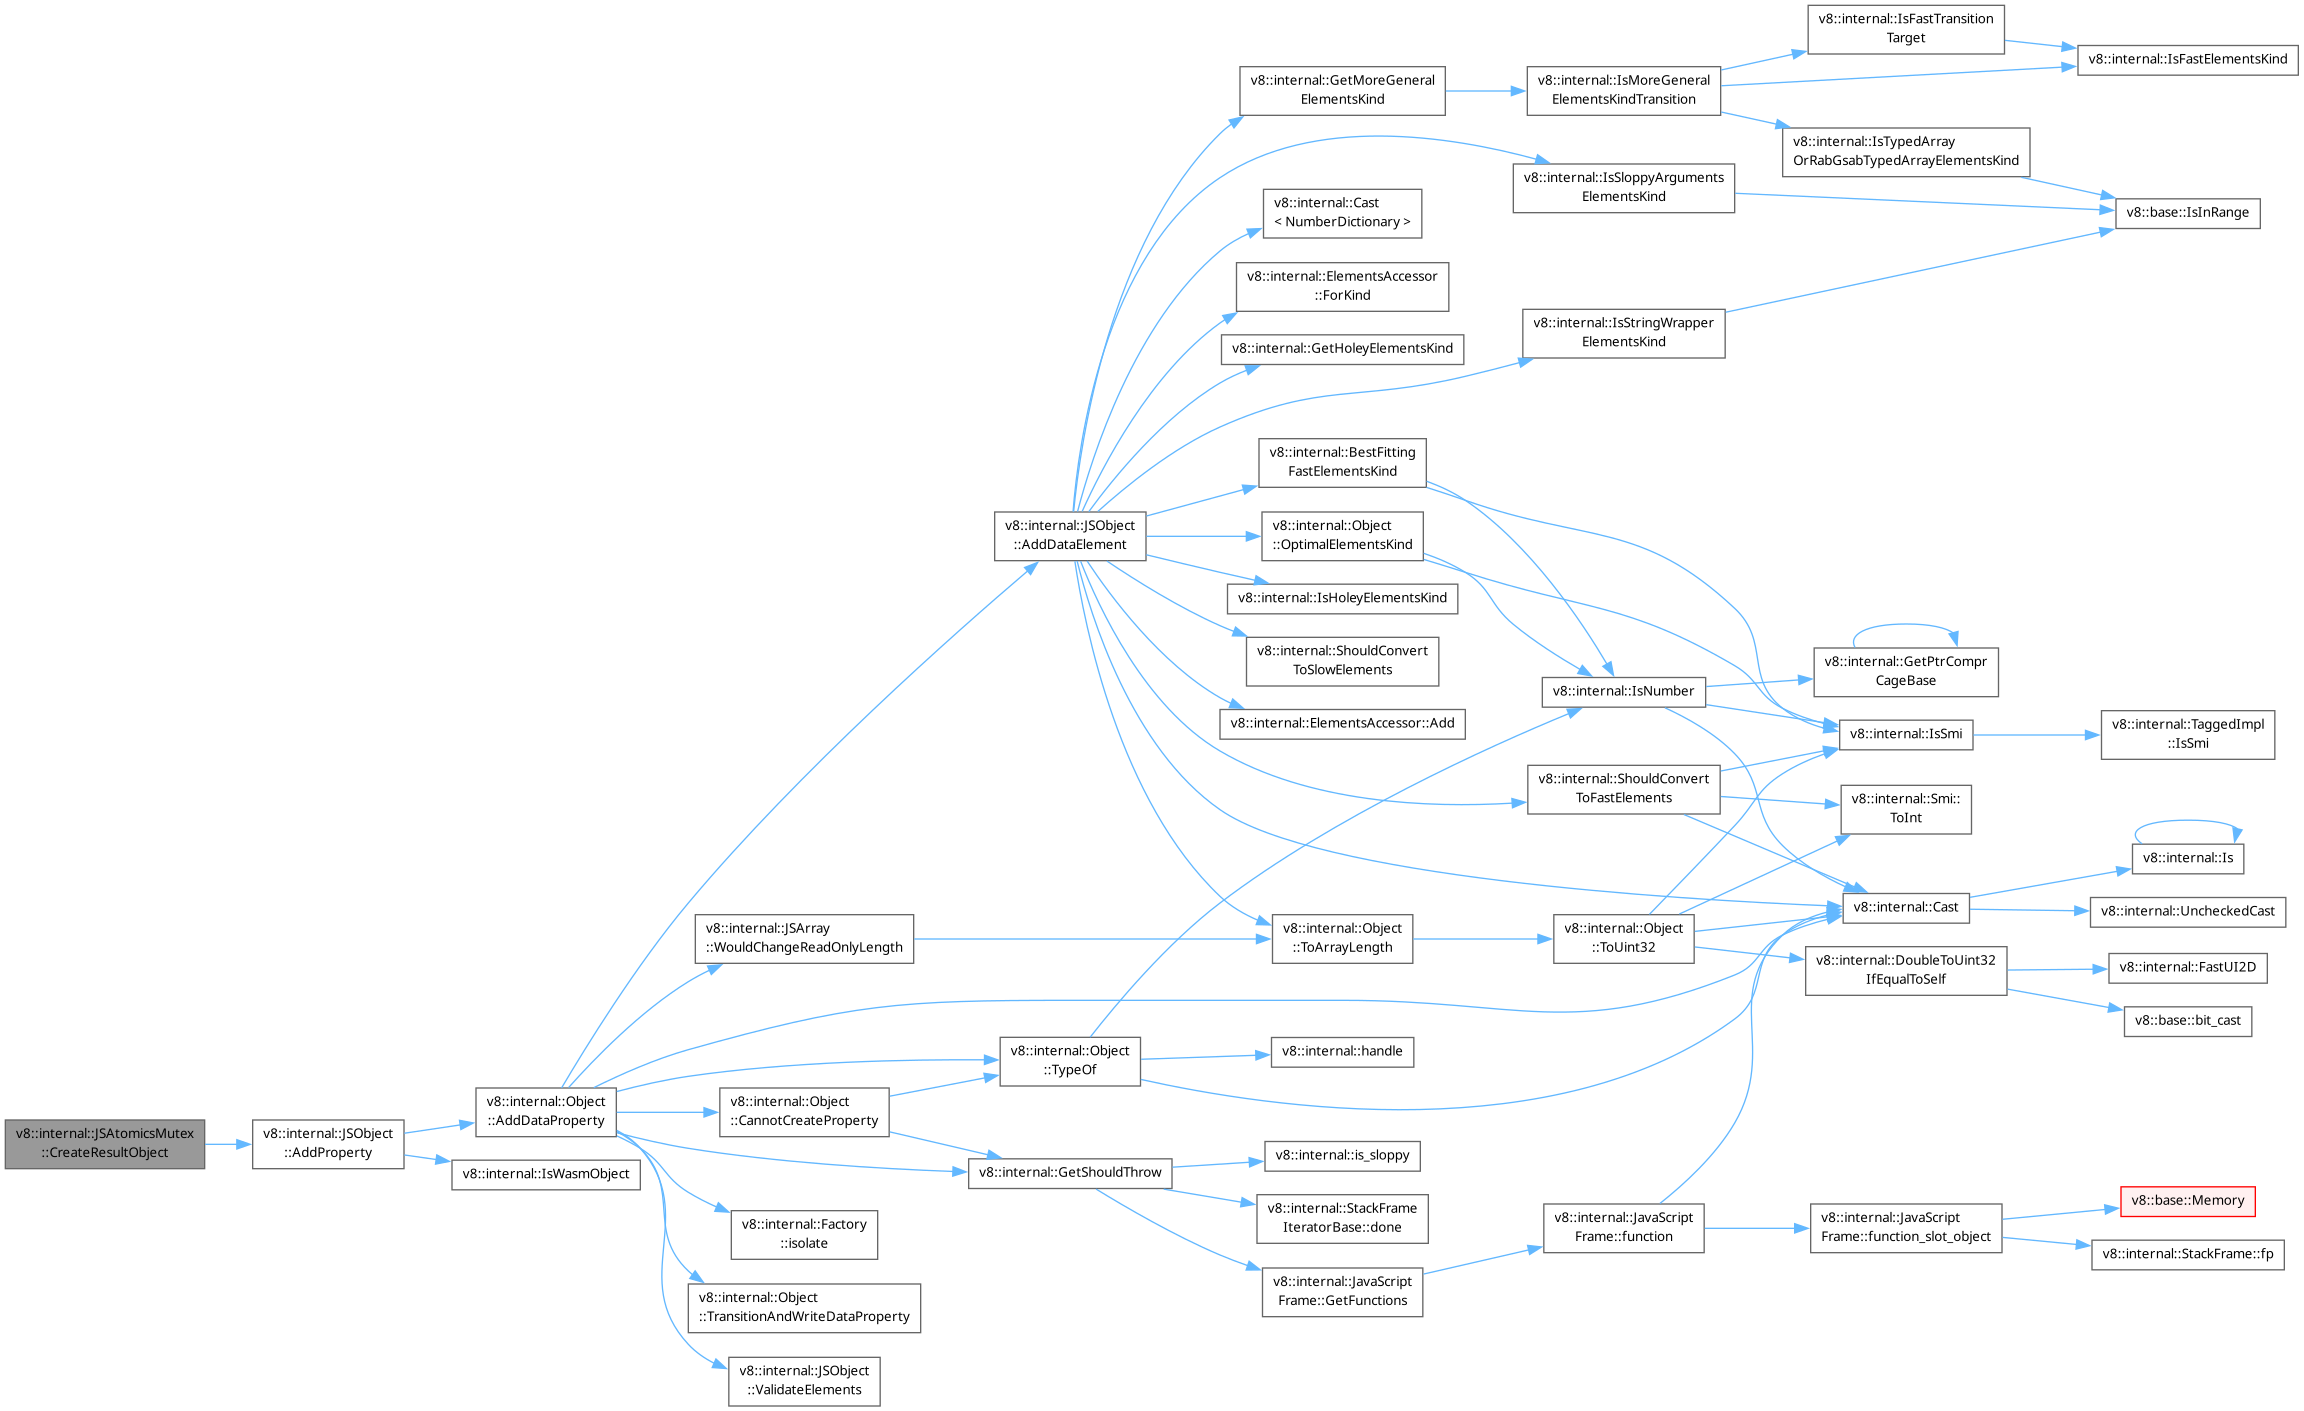 v8::internal::JSAtomicsMutex
::CreateResultObject
v8::internal::JSObject
::AddProperty
v8::internal::Object
::AddDataProperty
v8::internal::IsWasmObject
v8::internal::JSArray
::WouldChangeReadOnlyLength
v8::internal::Object
::CannotCreateProperty
v8::internal::Factory
::isolate
v8::internal::Object
::TransitionAndWriteDataProperty
v8::internal::JSObject
::ValidateElements
v8::internal::JSObject
::AddDataElement
v8::internal::Object
::TypeOf
v8::internal::GetShouldThrow
v8::internal::GetMoreGeneral
ElementsKind
v8::internal::Cast
< NumberDictionary >
v8::internal::ElementsAccessor
::ForKind
v8::internal::GetHoleyElementsKind
v8::internal::BestFitting
FastElementsKind
v8::internal::Object
::OptimalElementsKind
v8::internal::IsHoleyElementsKind
v8::internal::ShouldConvert
ToSlowElements
v8::internal::ElementsAccessor::Add
v8::internal::Object
::ToArrayLength
v8::internal::handle
v8::internal::is_sloppy
v8::internal::StackFrame
IteratorBase::done
v8::internal::JavaScript
Frame::GetFunctions
v8::internal::IsMoreGeneral
ElementsKindTransition
v8::internal::IsSloppyArguments
ElementsKind
v8::internal::IsStringWrapper
ElementsKind
v8::internal::IsNumber
v8::internal::ShouldConvert
ToFastElements
v8::internal::Object
::ToUint32
v8::internal::JavaScript
Frame::function
v8::internal::IsFastTransition
Target
v8::internal::IsTypedArray
OrRabGsabTypedArrayElementsKind
v8::internal::GetPtrCompr
CageBase
v8::internal::IsSmi
v8::internal::Smi::
ToInt
v8::internal::Cast
v8::internal::DoubleToUint32
IfEqualToSelf
v8::internal::JavaScript
Frame::function_slot_object
v8::internal::IsFastElementsKind
v8::base::IsInRange
v8::internal::TaggedImpl
::IsSmi
v8::internal::Is
v8::internal::UncheckedCast
v8::internal::FastUI2D
v8::base::bit_cast
v8::base::Memory
v8::internal::StackFrame::fp